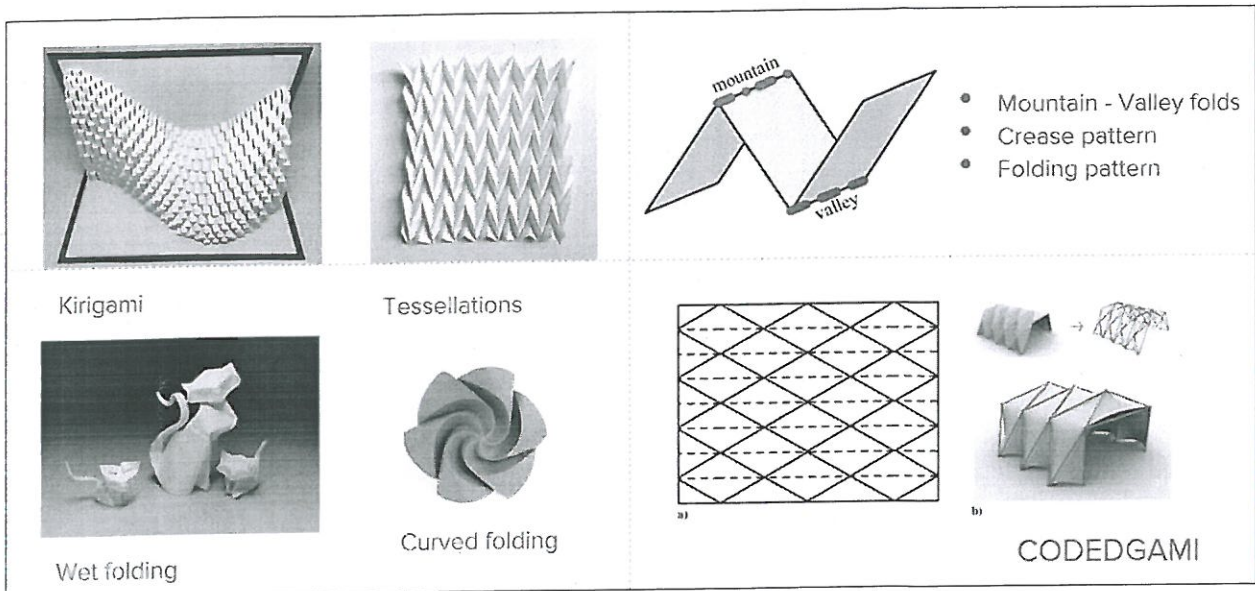 Kirigami
Tessellations
Wet folding
Curved folding
mountain
valley
• Mountain - Valley folds
• Crease pattern
• Folding pattern
a)
b)
CODEDGAMI